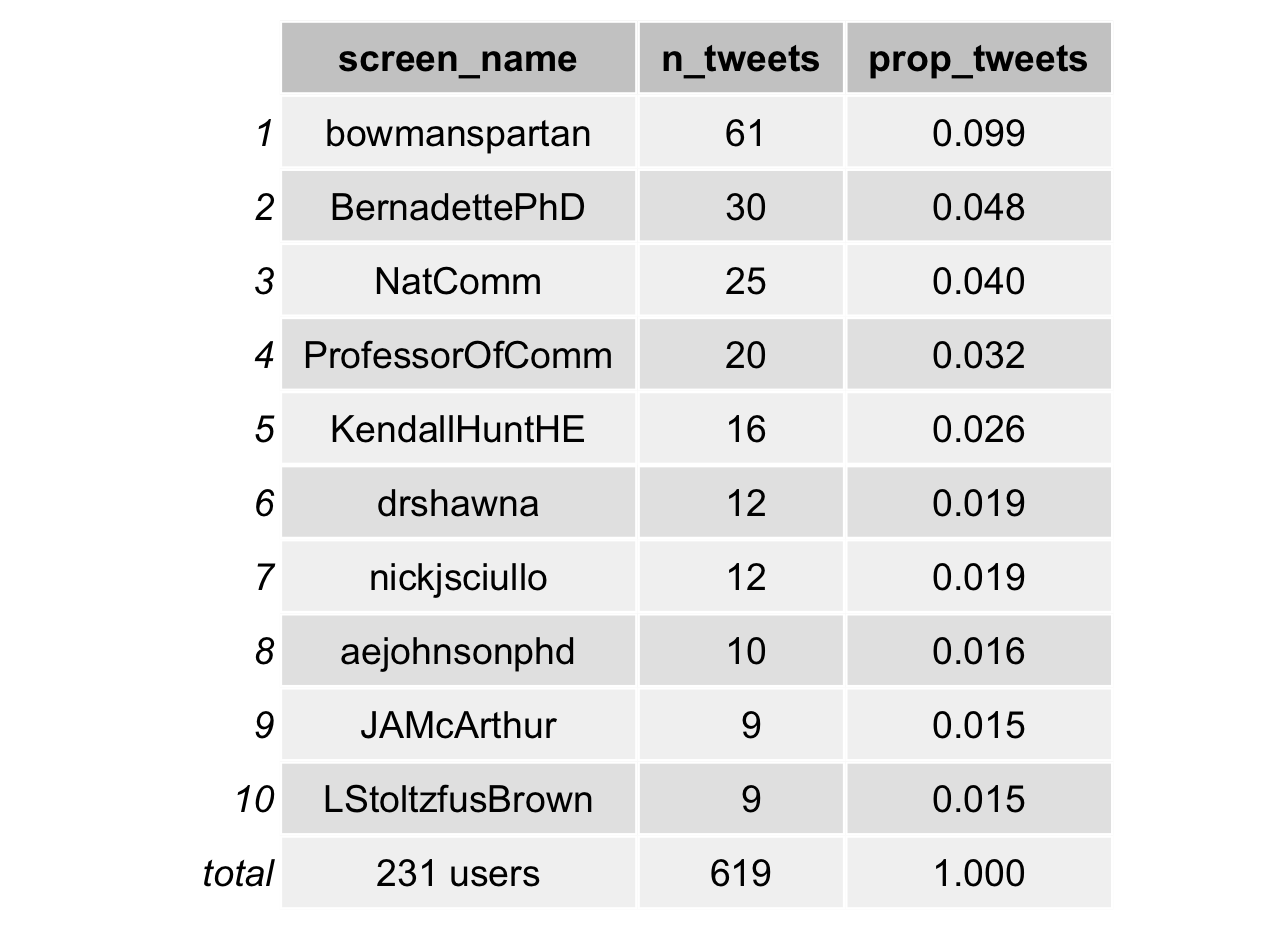 screen_name n_tweets prop_tweets
1 bowmanspartan 61 0.099
2 BernadettePhD 30 0.048
3 NatComm 25 0.040
4 ProfessorOfComm 20 0.032
5 KendallHuntHE 16 0.026
6 drshawna 12 0.019
7 nickjsciullo 12 0.019
8 aejohnsonphd 10 0.016
9 JAMcArthur 9 0.015
10 LStoltzfusBrown 9 0.015
total 231 users 619 1.000